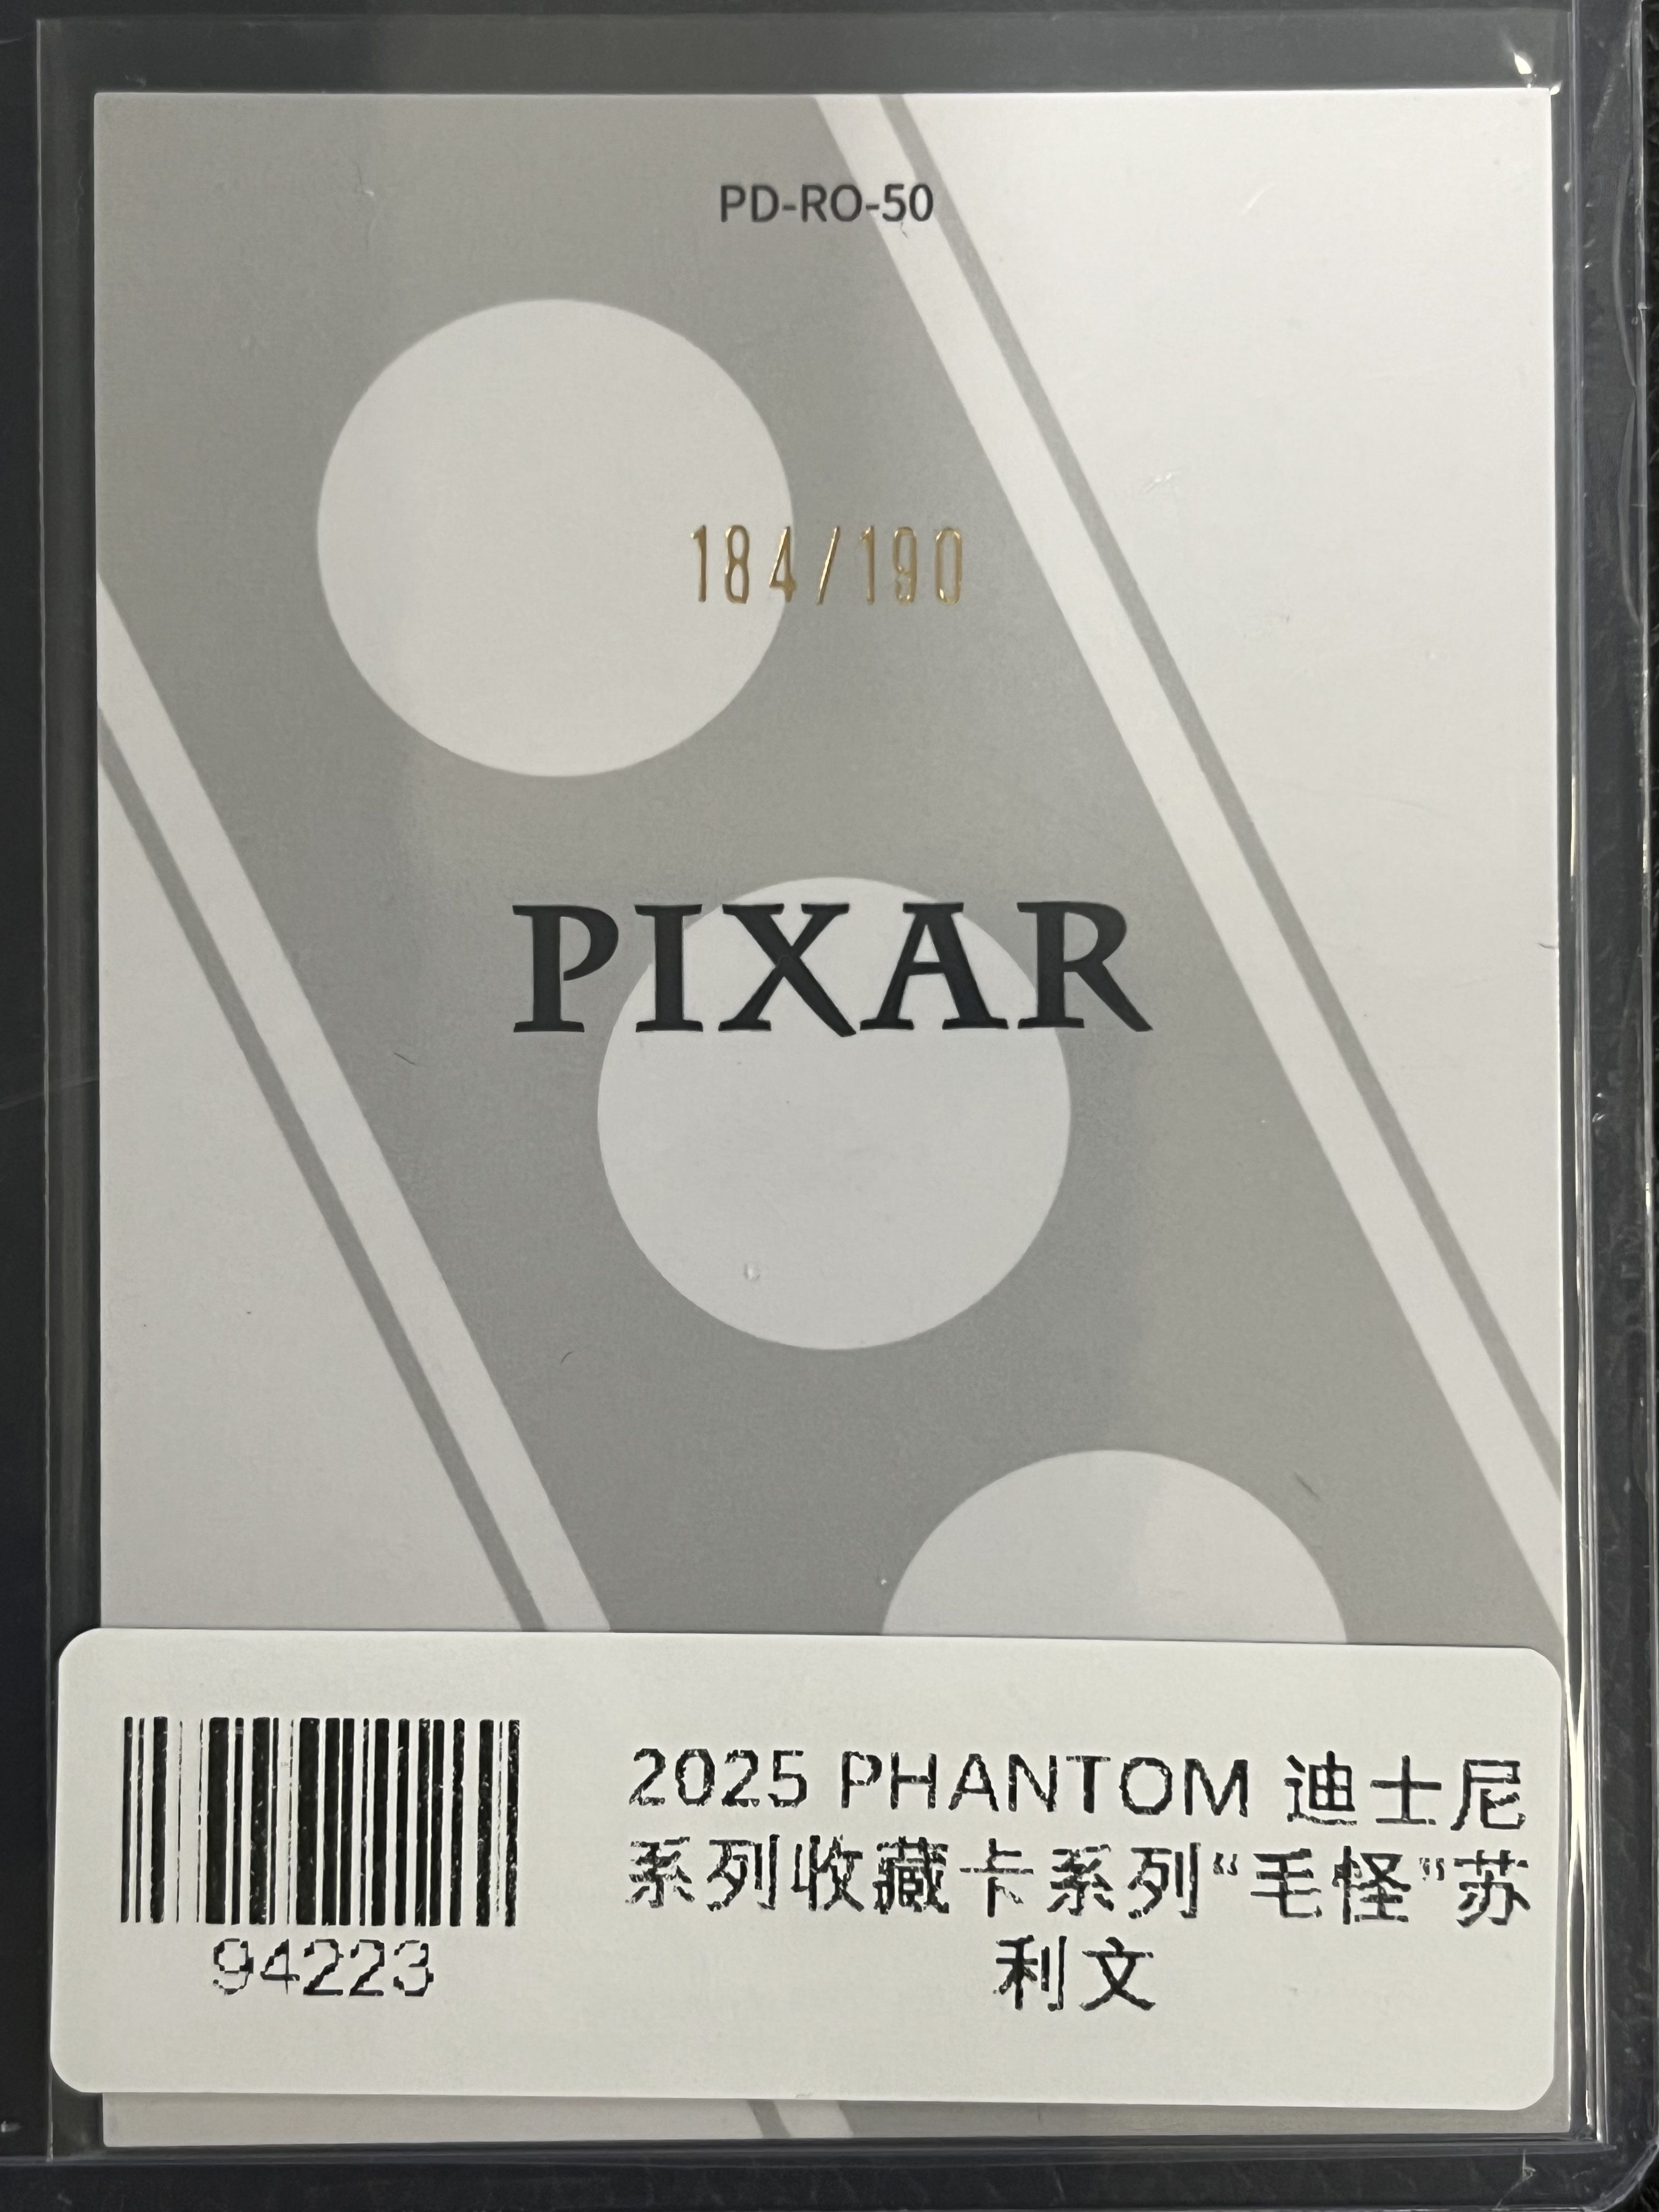 PD-RO-50
184/190
PIXAR
2025 PHANTOM 迪士尼
系列收藏卡系列“毛怪”苏
利文
94223